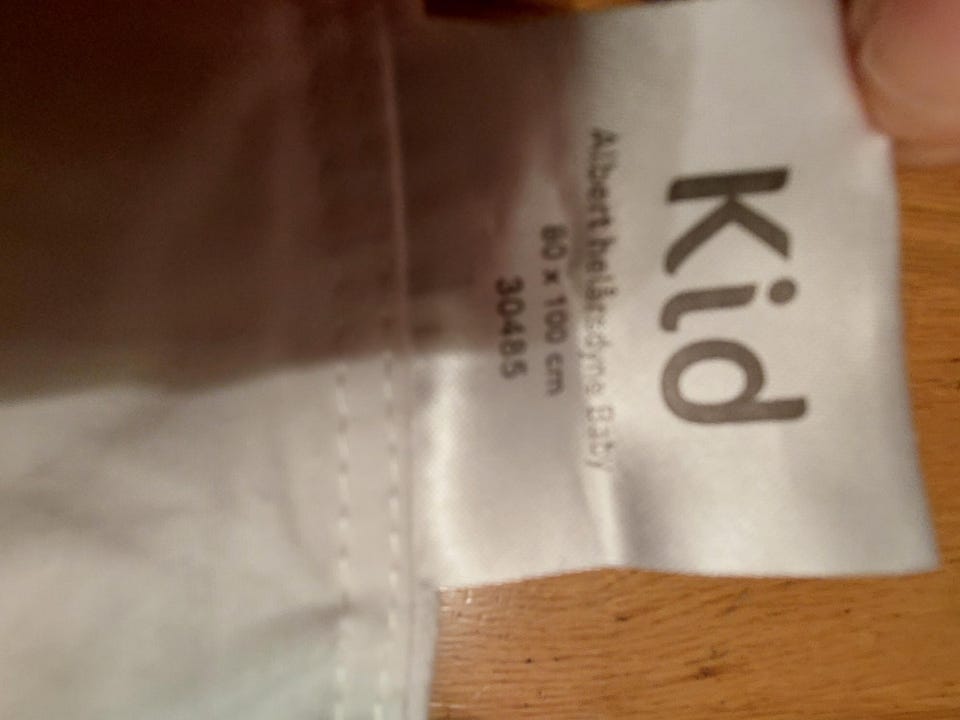 Kid
Albert helårsdyne Baby
80 x 100 cm
30485